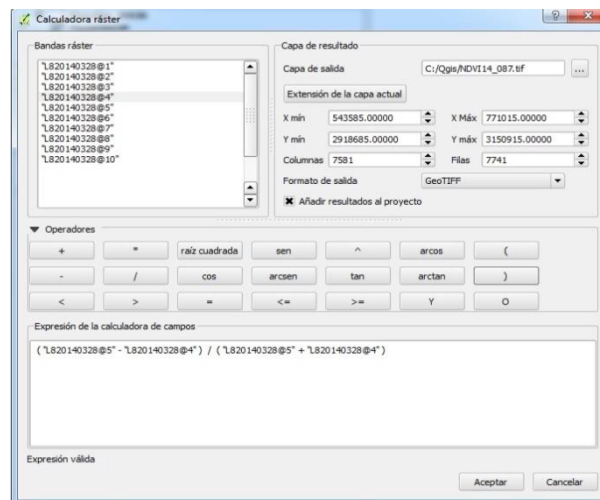 Calculadora ráster
Bandas ráster
"L820140328@1"
"L820140328@2"
"L820140328@3"
"L820140328@4"
"L820140328@5"
"L820140328@6"
"L820140328@7"
"L820140328@8"
"L820140328@9"
"L820140328@10"
Capa de resultado
Capa de salida C:/Qgis/NDVI14_087.tif ...
Extensión de la capa actual
X mín 543585.00000 X Máx 771015.00000
Y mín 2918685.00000 Y máx 3150915.00000
Columnas 7581 Filas 7741
Formato de salida GeoTIFF
Añadir resultados al proyecto
Operadores
+ * raíz cuadrada sen ^ arcos (
- / cos arcsen tan arctan )
< > = <= >= Y O
Expresión de la calculadora de campos
( "L820140328@5" - "L820140328@4" ) / ( "L820140328@5" + "L820140328@4" )
Expresión válida
Aceptar Cancelar